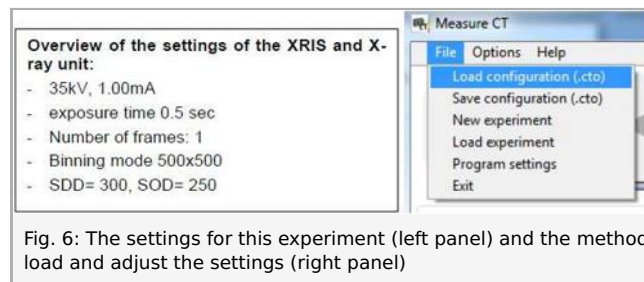 Overview of the settings of the XRIS and X-
ray unit:
- 35kV, 1.00mA
- exposure time 0.5 sec
- Number of frames: 1
- Binning mode 500x500
- SDD= 300, SOD= 250
Measure CT
File Options Help
Load configuration (.cto)
Save configuration (.cto)
New experiment
Load experiment
Program settings
Exit
Fig. 6: The settings for this experiment (left panel) and the method
load and adjust the settings (right panel)